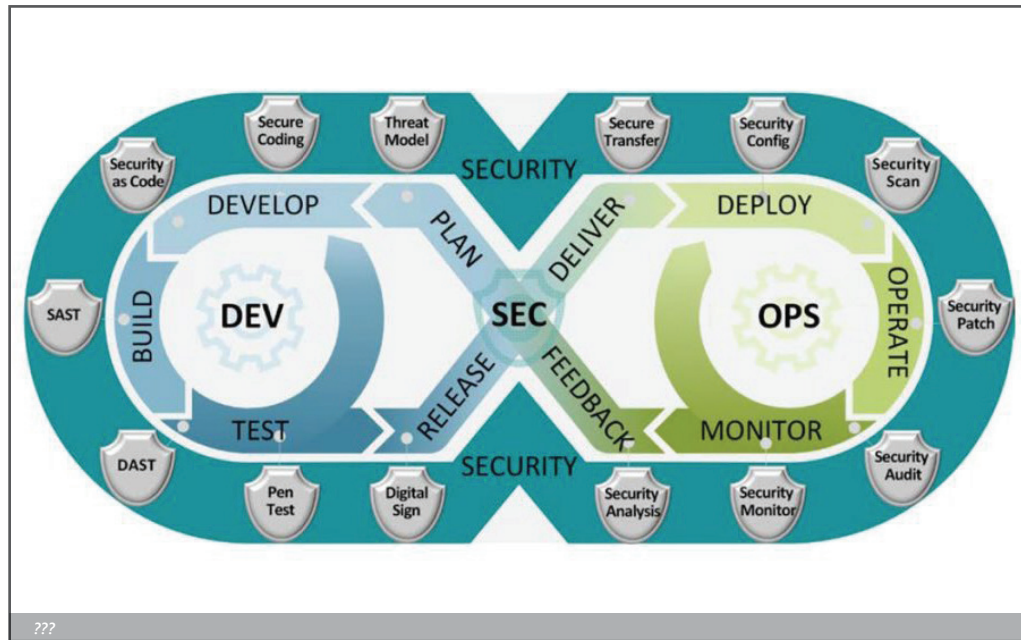 Secure
Coding
Threat
Model
Secure
Transfer
Security
Config
Security
as Code
SECURITY
Security
Scan
DEVELOP
PLAN
DELIVER
DEPLOY
SAST
BUILD
DEV
SEC
OPS
OPERATE
Security
Patch
TEST
RELEASE
FEEDBACK
MONITOR
DAST
SECURITY
Security
Audit
Pen
Test
Digital
Sign
Security
Analysis
Security
Monitor
???